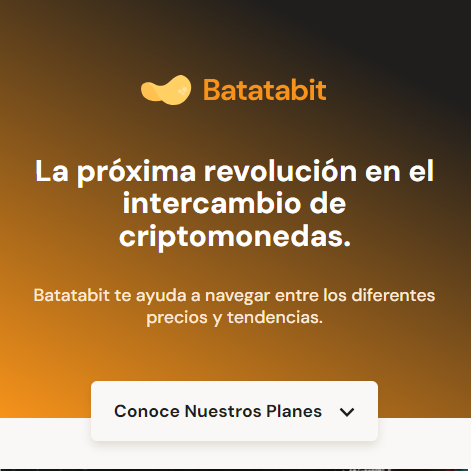 Batatabit
La próxima revolución en el
intercambio de
criptomonedas.
Batatabit te ayuda a navegar entre los diferentes
precios y tendencias.
Conoce Nuestros Planes